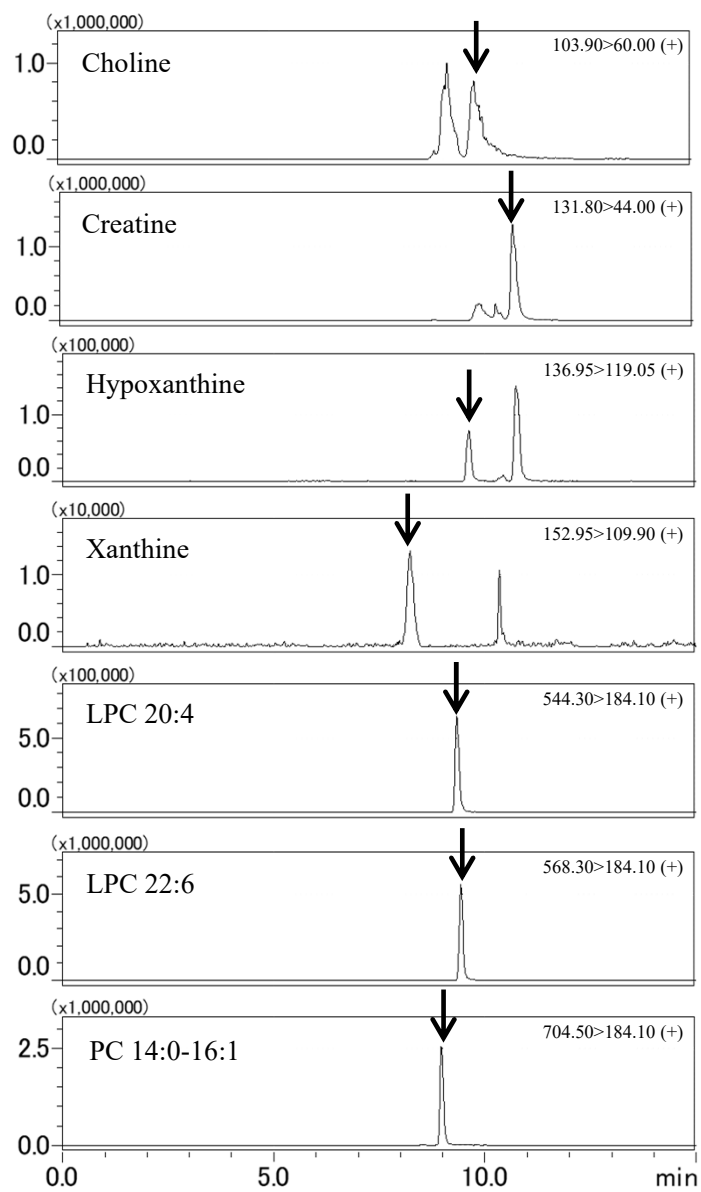 (x1,000,000)
103.90>60.00 (+)
Choline
1.0
0.0
(x1,000,000)
131.80>44.00 (+)
Creatine
1.0
0.0
(x100,000)
136.95>119.05 (+)
Hypoxanthine
1.0
0.0
(x10,000)
152.95>109.90 (+)
Xanthine
1.0
0.0
(x100,000)
544.30>184.10 (+)
LPC 20:4
5.0
0.0
(x1,000,000)
568.30>184.10 (+)
LPC 22:6
5.0
0.0
(x1,000,000)
704.50>184.10 (+)
PC 14:0-16:1
2.5
0.0
0.0 5.0 10.0 min